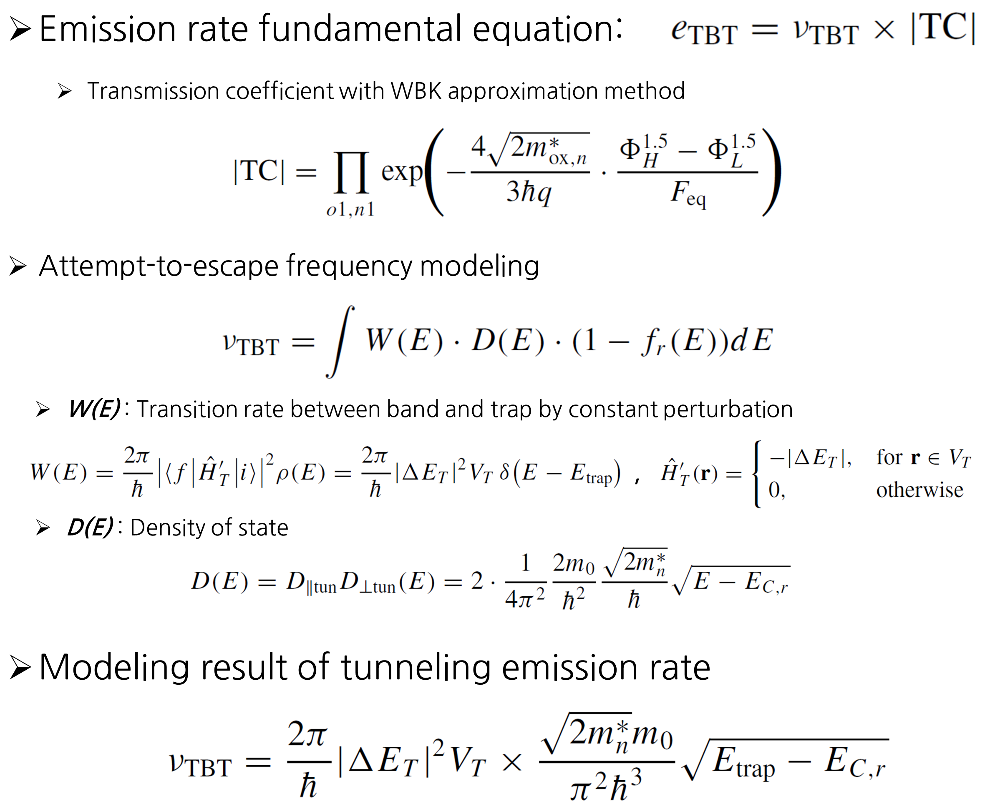 ➢ Emission rate fundamental equation: $e_{\mathrm{TBT}} = \nu_{\mathrm{TBT}} \times |\mathrm{TC}|$
➢ Transmission coefficient with WBK approximation method
$|\mathrm{TC}| = \prod_{o1,n1} \exp\left( -\frac{4\sqrt{2m^*_{\mathrm{ox},n}}}{3\hbar q} \cdot \frac{\Phi_H^{1.5} - \Phi_L^{1.5}}{F_{\mathrm{eq}}} \right)$
➢ Attempt-to-escape frequency modeling
$\nu_{\mathrm{TBT}} = \int W(E) \cdot D(E) \cdot (1 - f_r(E)) dE$
➢ W(E) : Transition rate between band and trap by constant perturbation
$W(E) = \frac{2\pi}{\hbar} \left| \langle f | \hat{H}'_T | i \rangle \right|^2 \rho(E) = \frac{2\pi}{\hbar} |\Delta E_T|^2 V_T \, \delta(E - E_{\mathrm{trap}}) \ , \ \hat{H}'_T(\mathbf{r}) = \begin{cases} -|\Delta E_T|, & \text{for } \mathbf{r} \in V_T \\ 0, & \text{otherwise} \end{cases}$
➢ D(E) : Density of state
$D(E) = D_{\parallel \mathrm{tun}} D_{\perp \mathrm{tun}}(E) = 2 \cdot \frac{1}{4\pi^2} \frac{2m_0}{\hbar^2} \frac{\sqrt{2m^*_n}}{\hbar} \sqrt{E - E_{C,r}}$
➢ Modeling result of tunneling emission rate
$\nu_{\mathrm{TBT}} = \frac{2\pi}{\hbar} |\Delta E_T|^2 V_T \times \frac{\sqrt{2m^*_n} m_0}{\pi^2 \hbar^3} \sqrt{E_{\mathrm{trap}} - E_{C,r}}$